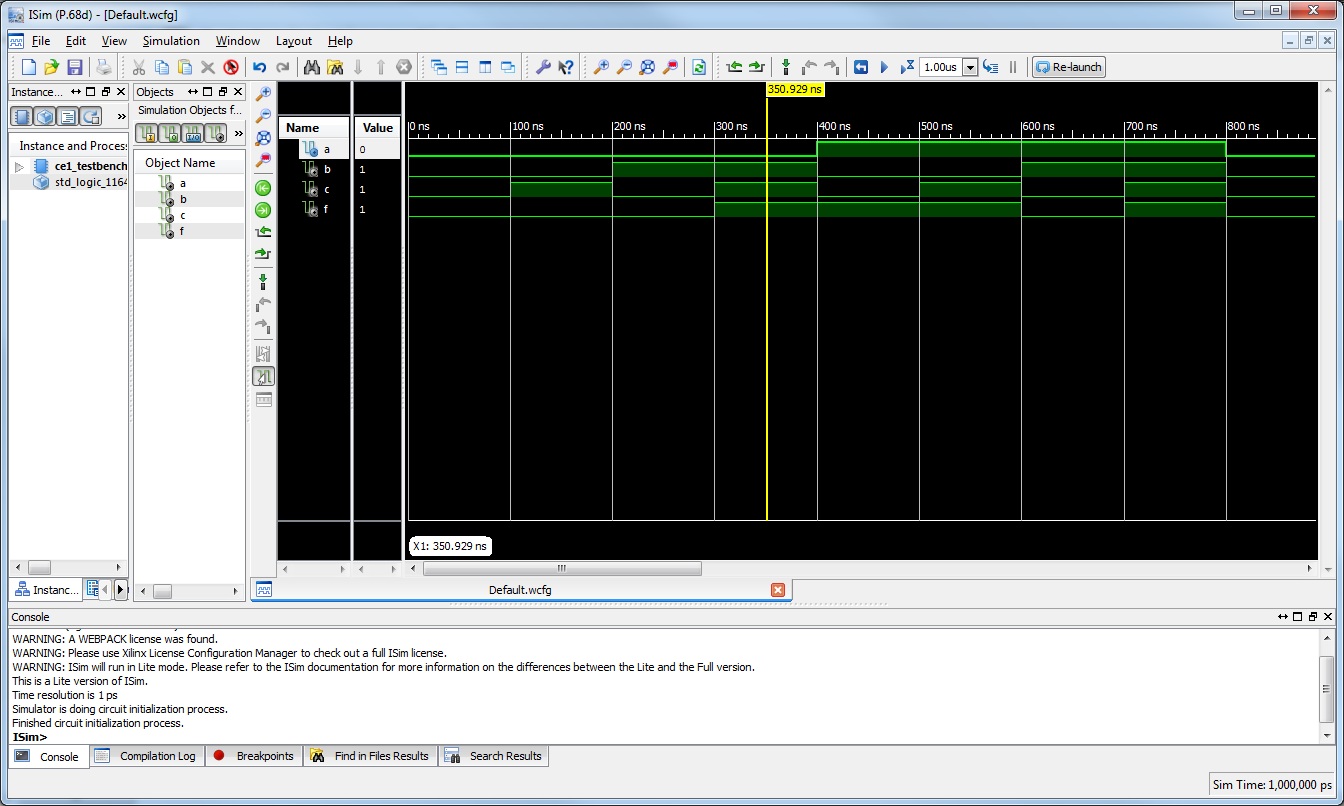 ISim (P.68d) - [Default.wcfg]
File Edit View Simulation Window Layout Help
1.00us Re-launch
Instance... Objects
Simulation Objects f...
Instance and Process
ce1_testbench
std_logic_1164
Object Name
a
b
c
f
350.929 ns
Name Value
0 ns 100 ns 200 ns 300 ns 400 ns 500 ns 600 ns 700 ns 800 ns
a 0
b 1
c 1
f 1
X1: 350.929 ns
Instanc...
Default.wcfg
Console
WARNING: A WEBPACK license was found.
WARNING: Please use Xilinx License Configuration Manager to check out a full ISim license.
WARNING: ISim will run in Lite mode. Please refer to the ISim documentation for more information on the differences between the Lite and the Full version.
This is a Lite version of ISim.
Time resolution is 1 ps
Simulator is doing circuit initialization process.
Finished circuit initialization process.
ISim>
Console Compilation Log Breakpoints Find in Files Results Search Results
Sim Time: 1,000,000 ps